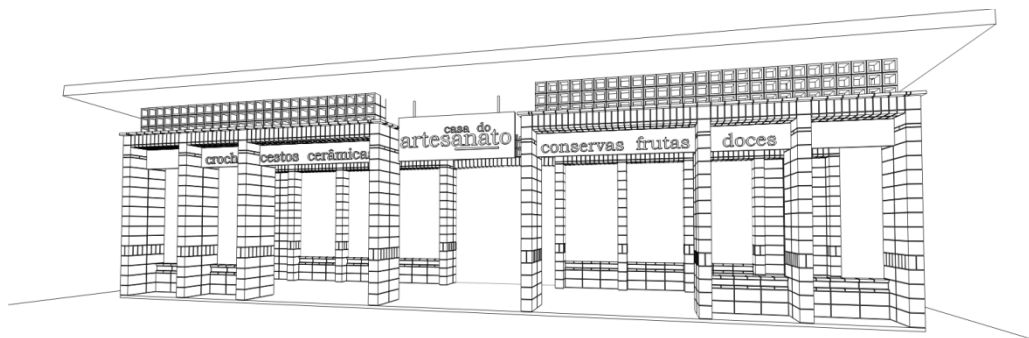 casa do
artesanato
croch cestos cerâmica
conservas frutas doces